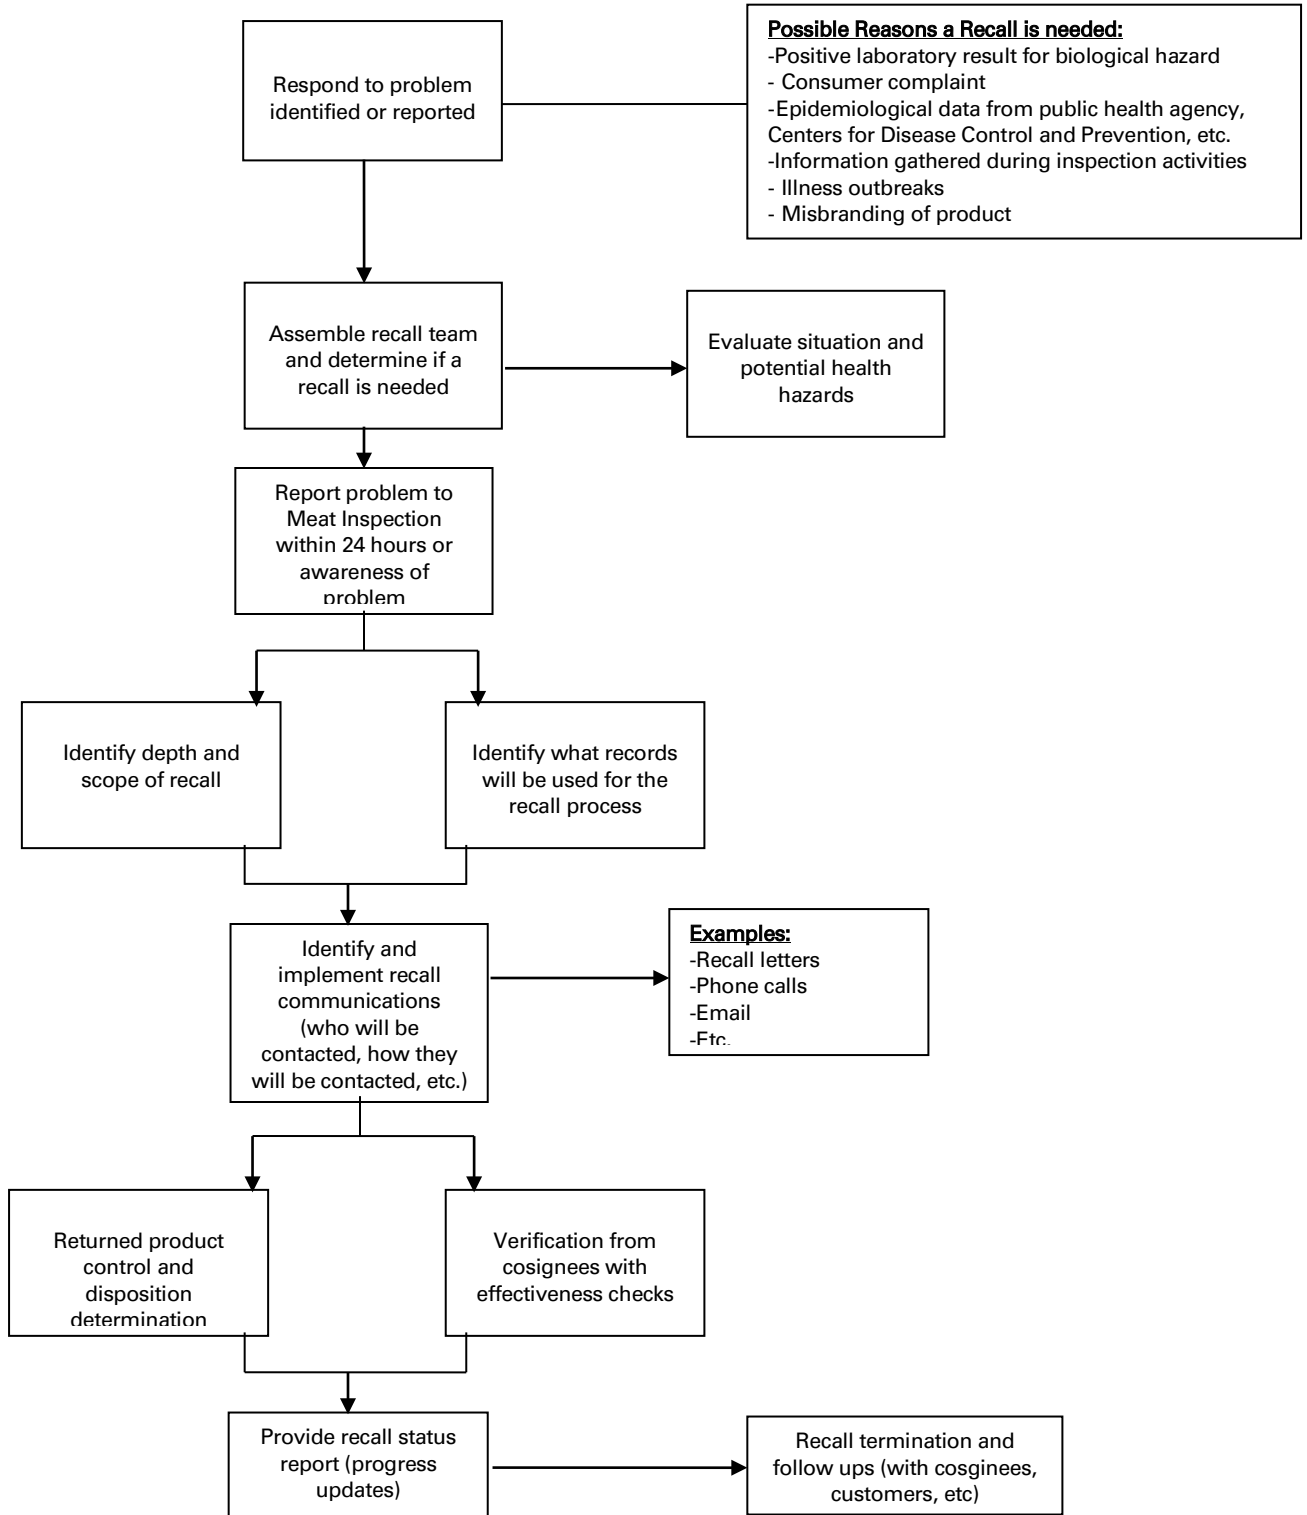 Respond to problem
identified or reported
Possible Reasons a Recall is needed:
-Positive laboratory result for biological hazard
- Consumer complaint
-Epidemiological data from public health agency,
Centers for Disease Control and Prevention, etc.
-Information gathered during inspection activities
- Illness outbreaks
- Misbranding of product
Assemble recall team
and determine if a
recall is needed
Evaluate situation and
potential health
hazards
Report problem to
Meat Inspection
within 24 hours or
awareness of
problem
Identify depth and
scope of recall
Identify what records
will be used for the
recall process
Identify and
implement recall
communications
(who will be
contacted, how they
will be contacted, etc.)
Examples:
-Recall letters
-Phone calls
-Email
-Etc.
Returned product
control and
disposition
determination
Verification from
cosignees with
effectiveness checks
Provide recall status
report (progress
updates)
Recall termination and
follow ups (with cosginees,
customers, etc)